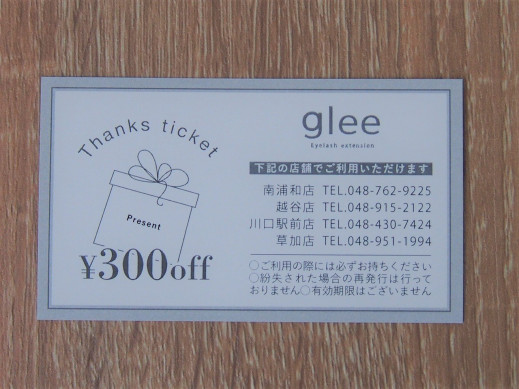 Thanks ticket
Present
¥300off
glee
Eyelash extension
下記の店舗でご利用いただけます
南浦和店 TEL.048-762-9225
越谷店 TEL.048-915-2122
川口駅前店 TEL.048-430-7424
草加店 TEL.048-951-1994
○ご利用の際には必ずお持ちください
○紛失された場合の再発行は行って
おりません○有効期限はございません